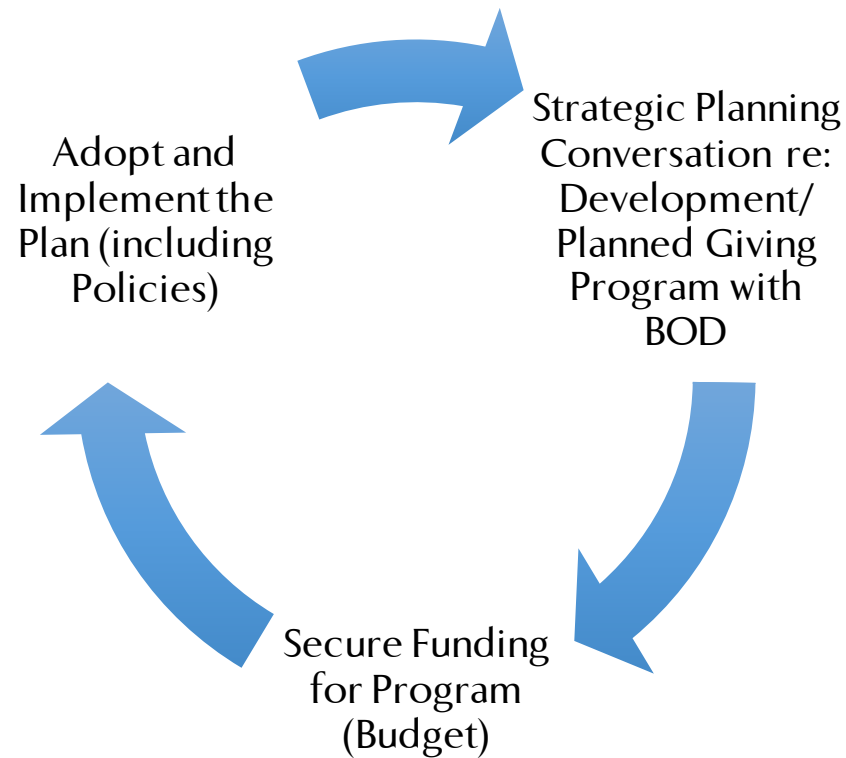 Strategic Planning
Conversation re:
Development/
Planned Giving
Program with
BOD
Secure Funding
for Program
(Budget)
Adopt and
Implement the
Plan (including
Policies)